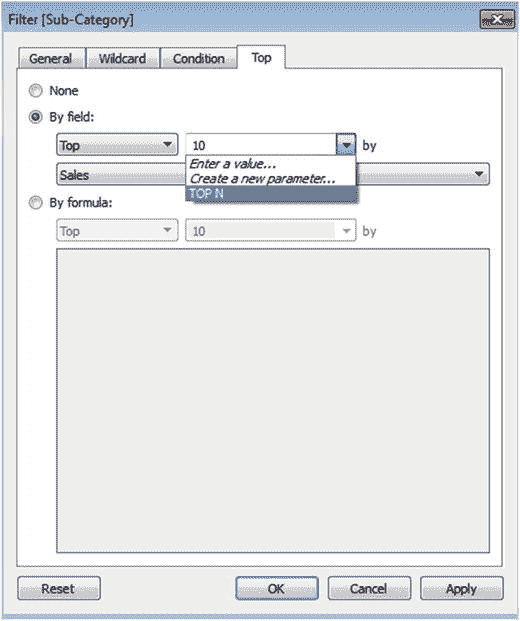 Filter [Sub-Category]
General Wildcard Condition Top
None
By field:
Top 10 by
Enter a value...
Create a new parameter...
Sales
TOP N
By formula:
Top 10 by
Reset OK Cancel Apply